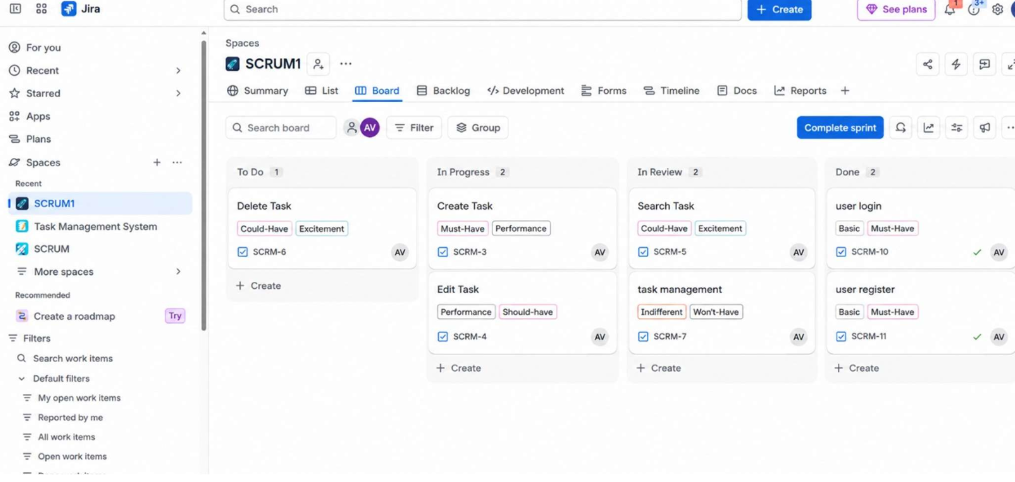 Jira
Search
+ Create
See plans
1
3+
For you
Recent
Starred
Apps
Plans
Spaces
Recent
SCRUM1
Task Management System
SCRUM
More spaces
Recommended
Create a roadmap
Try
Filters
Search work items
Default filters
My open work items
Reported by me
All work items
Open work items
Spaces
SCRUM1
Summary
List
Board
Backlog
Development
Forms
Timeline
Docs
Reports
Search board
AV
Filter
Group
Complete sprint
To Do 1
Delete Task
Could-Have Excitement
SCRM-6 AV
+ Create
In Progress 2
Create Task
Must-Have Performance
SCRM-3 AV
Edit Task
Performance Should-have
SCRM-4 AV
+ Create
In Review 2
Search Task
Could-Have Excitement
SCRM-5 AV
task management
Indifferent Won't-Have
SCRM-7 AV
+ Create
Done 2
user login
Basic Must-Have
SCRM-10 AV
user register
Basic Must-Have
SCRM-11 AV
+ Create